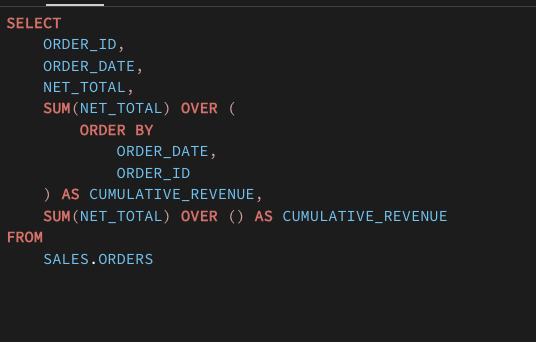 SELECT
ORDER_ID,
ORDER_DATE,
NET_TOTAL,
SUM(NET_TOTAL) OVER (
ORDER BY
ORDER_DATE,
ORDER_ID
) AS CUMULATIVE_REVENUE,
SUM(NET_TOTAL) OVER () AS CUMULATIVE_REVENUE
FROM
SALES.ORDERS